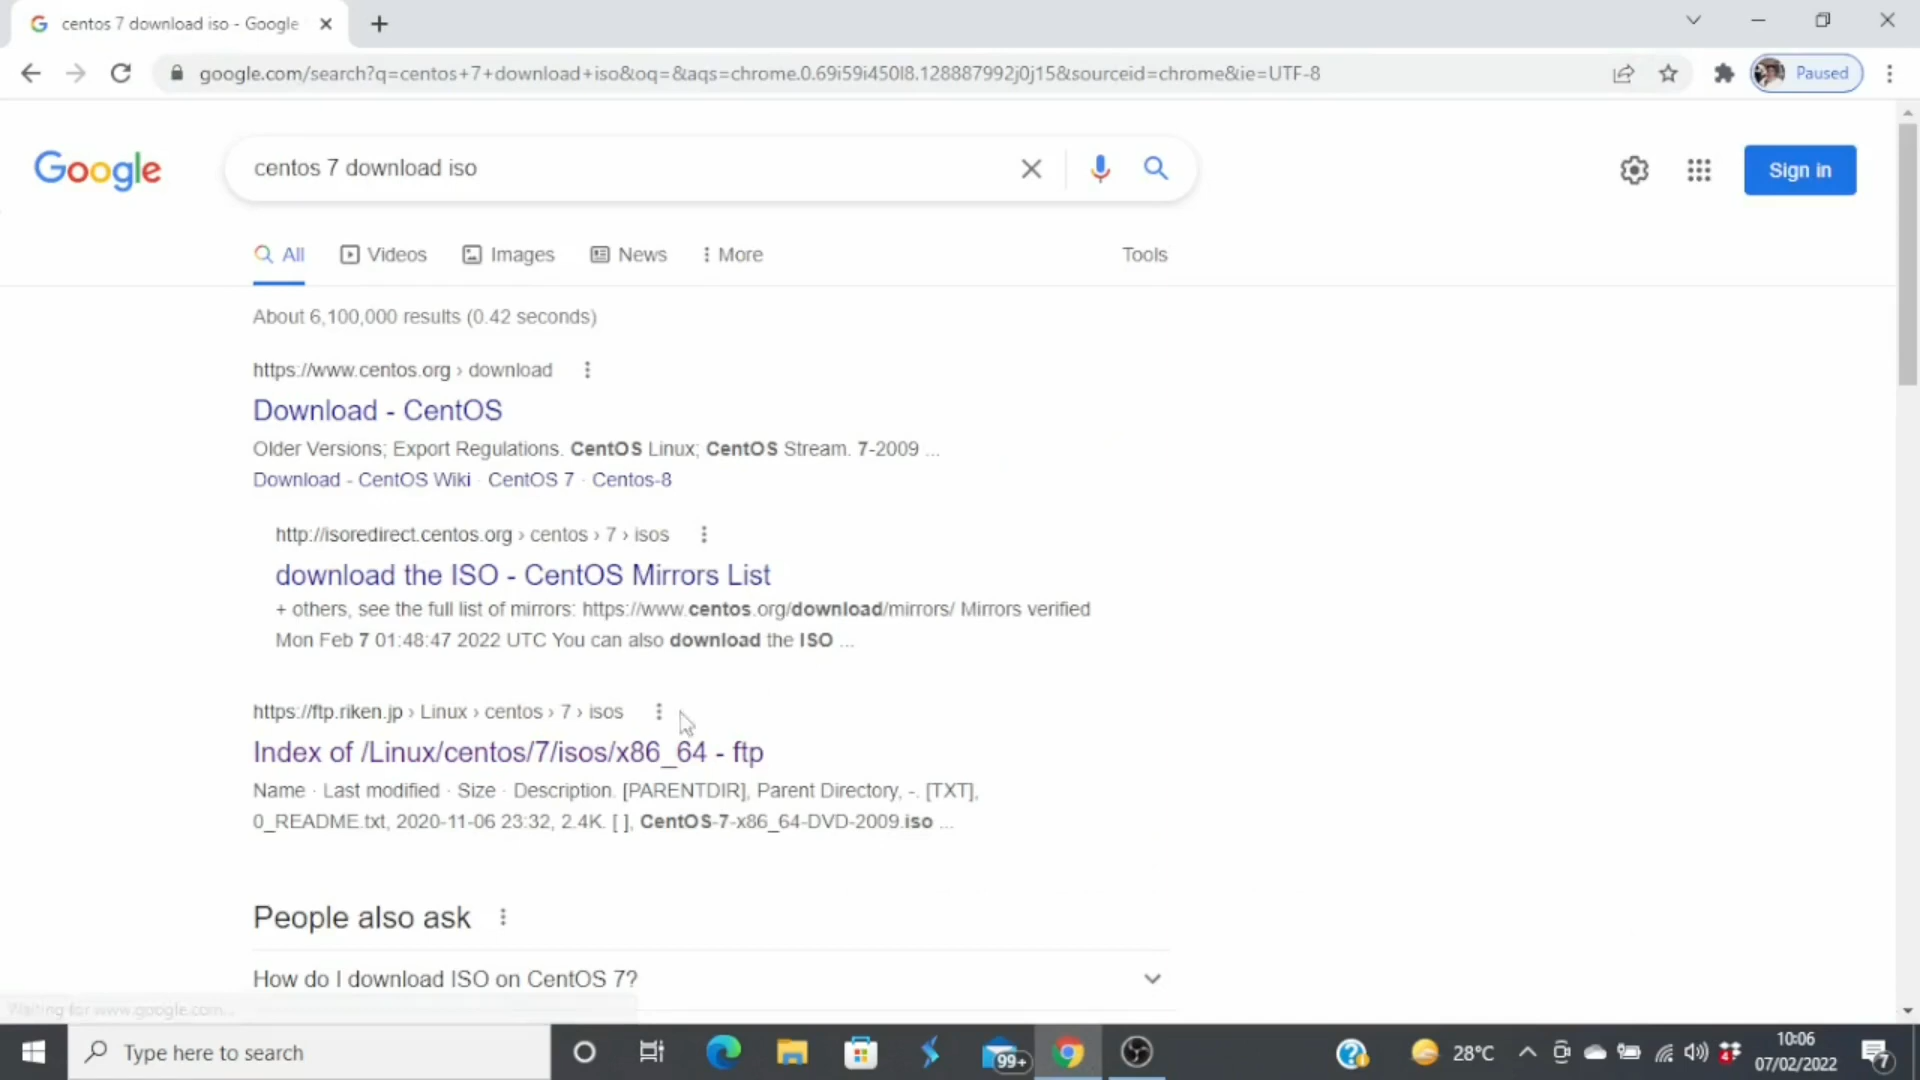 centos 7 download iso - Google
google.com/search?q=centos+7+download+iso&oq=&aqs=chrome.0.69i59i450l8.128887992j0j15&sourceid=chrome&ie=UTF-8
Paused
Google
centos 7 download iso
Sign in
All
Videos
Images
News
More
Tools
About 6,100,000 results (0.42 seconds)
https://www.centos.org › download
Download - CentOS
Older Versions; Export Regulations. CentOS Linux; CentOS Stream. 7-2009 ...
Download - CentOS Wiki · CentOS 7 · Centos-8
http://isoredirect.centos.org › centos › 7 › isos
download the ISO - CentOS Mirrors List
+ others, see the full list of mirrors: https://www.centos.org/download/mirrors/ Mirrors verified
Mon Feb 7 01:48:47 2022 UTC You can also download the ISO ...
https://ftp.riken.jp › Linux › centos › 7 › isos
Index of /Linux/centos/7/isos/x86_64 - ftp
Name · Last modified · Size · Description. [PARENTDIR], Parent Directory, -. [TXT],
0_README.txt, 2020-11-06 23:32, 2.4K. [ ], CentOS-7-x86_64-DVD-2009.iso ...
People also ask
How do I download ISO on CentOS 7?
Waiting for www.google.com...
Type here to search
99+
28°C
10:06
07/02/2022
7